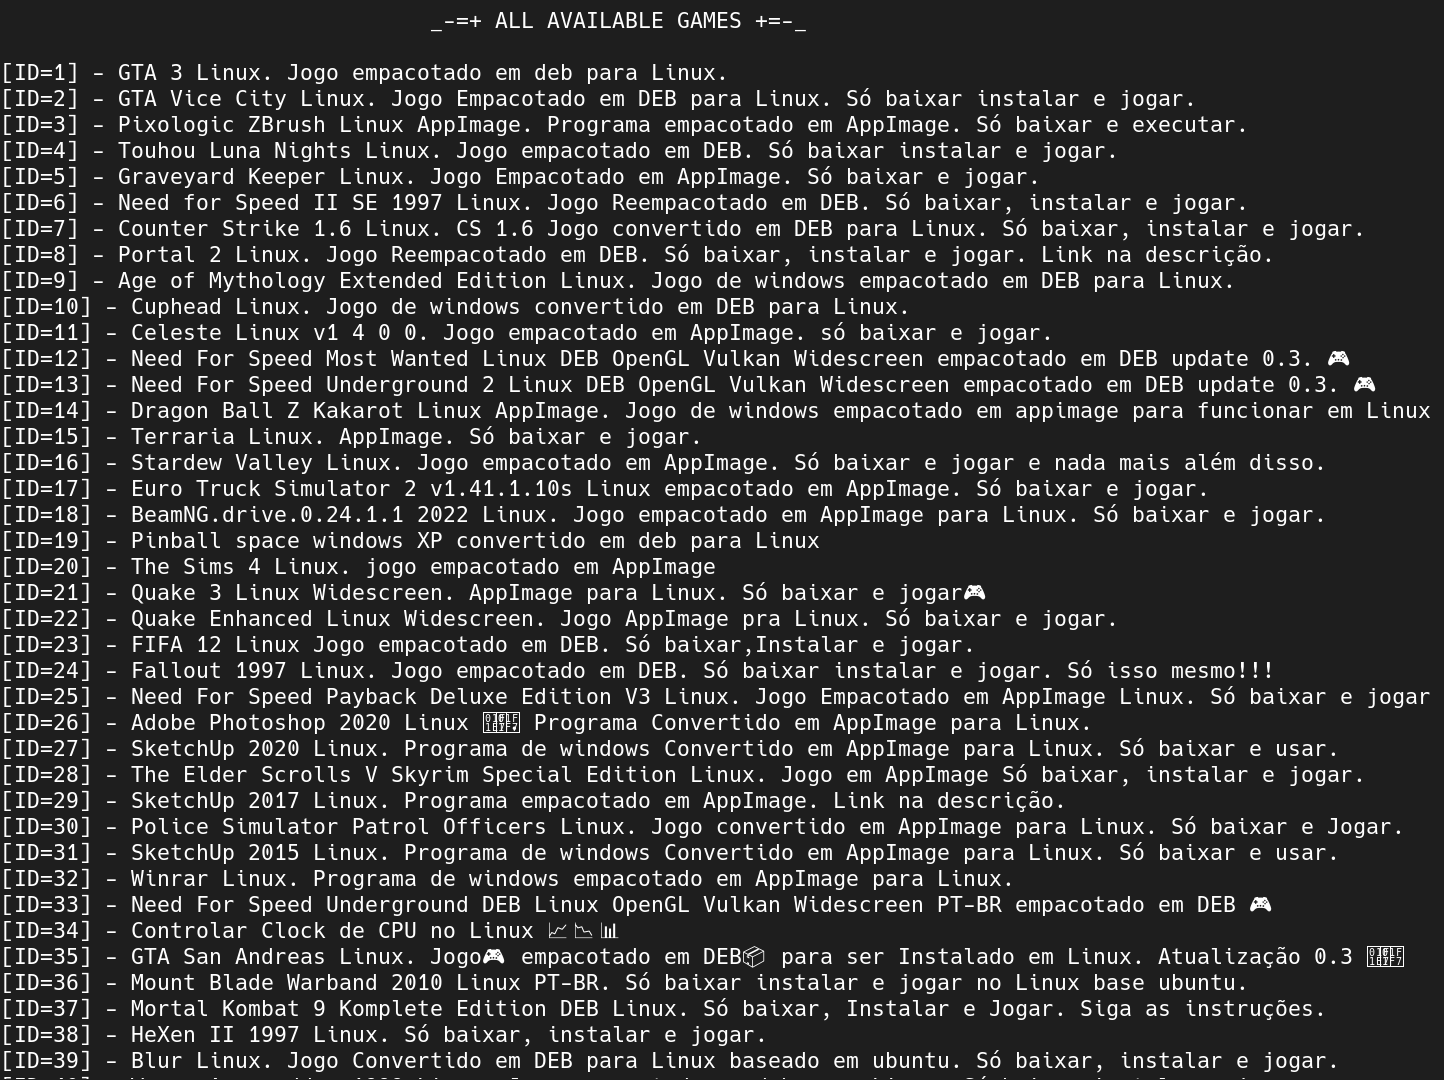 _-=+ ALL AVAILABLE GAMES +=-_
[ID=1] - GTA 3 Linux. Jogo empacotado em deb para Linux.
[ID=2] - GTA Vice City Linux. Jogo Empacotado em DEB para Linux. Só baixar instalar e jogar.
[ID=3] - Pixologic ZBrush Linux AppImage. Programa empacotado em AppImage. Só baixar e executar.
[ID=4] - Touhou Luna Nights Linux. Jogo empacotado em DEB. Só baixar instalar e jogar.
[ID=5] - Graveyard Keeper Linux. Jogo Empacotado em AppImage. Só baixar e jogar.
[ID=6] - Need for Speed II SE 1997 Linux. Jogo Reempacotado em DEB. Só baixar, instalar e jogar.
[ID=7] - Counter Strike 1.6 Linux. CS 1.6 Jogo convertido em DEB para Linux. Só baixar, instalar e jogar.
[ID=8] - Portal 2 Linux. Jogo Reempacotado em DEB. Só baixar, instalar e jogar. Link na descrição.
[ID=9] - Age of Mythology Extended Edition Linux. Jogo de windows empacotado em DEB para Linux.
[ID=10] - Cuphead Linux. Jogo de windows convertido em DEB para Linux.
[ID=11] - Celeste Linux v1 4 0 0. Jogo empacotado em AppImage. só baixar e jogar.
[ID=12] - Need For Speed Most Wanted Linux DEB OpenGL Vulkan Widescreen empacotado em DEB update 0.3. 🎮
[ID=13] - Need For Speed Underground 2 Linux DEB OpenGL Vulkan Widescreen empacotado em DEB update 0.3. 🎮
[ID=14] - Dragon Ball Z Kakarot Linux AppImage. Jogo de windows empacotado em appimage para funcionar em Linux
[ID=15] - Terraria Linux. AppImage. Só baixar e jogar.
[ID=16] - Stardew Valley Linux. Jogo empacotado em AppImage. Só baixar e jogar e nada mais além disso.
[ID=17] - Euro Truck Simulator 2 v1.41.1.10s Linux empacotado em AppImage. Só baixar e jogar.
[ID=18] - BeamNG.drive.0.24.1.1 2022 Linux. Jogo empacotado em AppImage para Linux. Só baixar e jogar.
[ID=19] - Pinball space windows XP convertido em deb para Linux
[ID=20] - The Sims 4 Linux. jogo empacotado em AppImage
[ID=21] - Quake 3 Linux Widescreen. AppImage para Linux. Só baixar e jogar🎮
[ID=22] - Quake Enhanced Linux Widescreen. Jogo AppImage pra Linux. Só baixar e jogar.
[ID=23] - FIFA 12 Linux Jogo empacotado em DEB. Só baixar,Instalar e jogar.
[ID=24] - Fallout 1997 Linux. Jogo empacotado em DEB. Só baixar instalar e jogar. Só isso mesmo!!!
[ID=25] - Need For Speed Payback Deluxe Edition V3 Linux. Jogo Empacotado em AppImage Linux. Só baixar e jogar
[ID=26] - Adobe Photoshop 2020 Linux Programa Convertido em AppImage para Linux.
[ID=27] - SketchUp 2020 Linux. Programa de windows Convertido em AppImage para Linux. Só baixar e usar.
[ID=28] - The Elder Scrolls V Skyrim Special Edition Linux. Jogo em AppImage Só baixar, instalar e jogar.
[ID=29] - SketchUp 2017 Linux. Programa empacotado em AppImage. Link na descrição.
[ID=30] - Police Simulator Patrol Officers Linux. Jogo convertido em AppImage para Linux. Só baixar e Jogar.
[ID=31] - SketchUp 2015 Linux. Programa de windows Convertido em AppImage para Linux. Só baixar e usar.
[ID=32] - Winrar Linux. Programa de windows empacotado em AppImage para Linux.
[ID=33] - Need For Speed Underground DEB Linux OpenGL Vulkan Widescreen PT-BR empacotado em DEB 🎮
[ID=34] - Controlar Clock de CPU no Linux 📈 📉 📊
[ID=35] - GTA San Andreas Linux. Jogo🎮 empacotado em DEB📦 para ser Instalado em Linux. Atualização 0.3
[ID=36] - Mount Blade Warband 2010 Linux PT-BR. Só baixar instalar e jogar no Linux base ubuntu.
[ID=37] - Mortal Kombat 9 Komplete Edition DEB Linux. Só baixar, Instalar e Jogar. Siga as instruções.
[ID=38] - HeXen II 1997 Linux. Só baixar, instalar e jogar.
[ID=39] - Blur Linux. Jogo Convertido em DEB para Linux baseado em ubuntu. Só baixar, instalar e jogar.